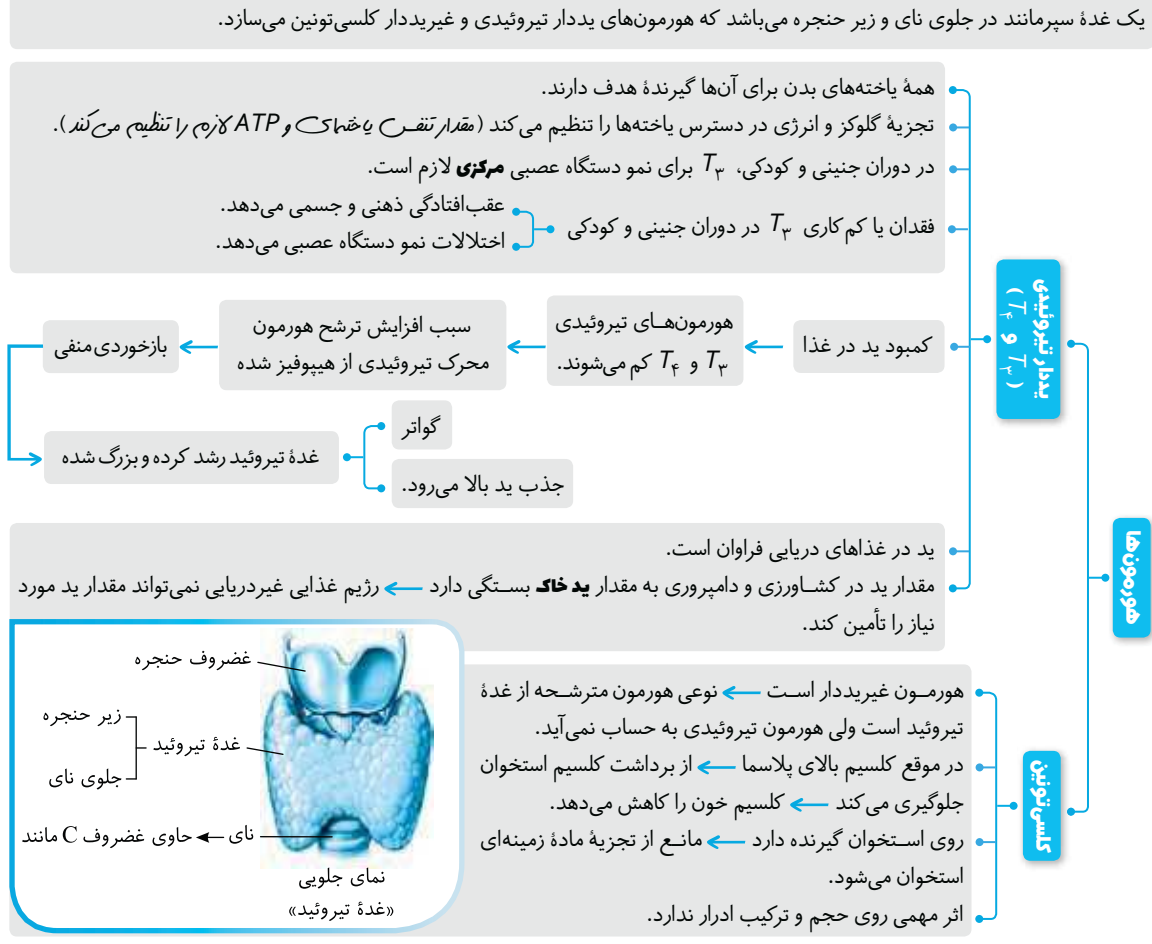 یک غدهٔ سپرمانند در جلوی نای و زیر حنجره می‌باشد که هورمون‌های یددار تیروئیدی و غیریددار کلسی‌تونین می‌سازد.
هورمون‌ها
یددار تیروئیدی
(T۳ و T۴)
همهٔ یاخته‌های بدن برای آن‌ها گیرندهٔ هدف دارند.
تجزیهٔ گلوکز و انرژی در دسترس یاخته‌ها را تنظیم می‌کند (مقدار تنفس یاخته‌ای و ATP لازم را تنظیم می‌کند).
در دوران جنینی و کودکی، T۳ برای نمو دستگاه عصبی مرکزی لازم است.
فقدان یا کم‌کاری T۳ در دوران جنینی و کودکی
عقب‌افتادگی ذهنی و جسمی می‌دهد.
اختلالات نمو دستگاه عصبی می‌دهد.
کمبود ید در غذا
هورمون‌هـای تیروئیدی
T۳ و T۴ کم می‌شوند.
سبب افزایش ترشح هورمون
محرک تیروئیدی از هیپوفیز شده
بازخوردی‌منفی
غدهٔ تیروئید رشد کرده و بزرگ شده
گواتر
جذب ید بالا می‌رود.
ید در غذاهای دریایی فراوان است.
مقدار ید در کشـاورزی و دامپروری به مقدار ید خاک بسـتگی دارد ← رژیم غذایی غیردریایی نمی‌تواند مقدار ید مورد
نیاز را تأمین کند.
کلسی‌تونین
هورمـون غیریددار اسـت ← نوعی هورمون مترشـحه از غدهٔ
تیروئید است ولی هورمون تیروئیدی به حساب نمی‌آید.
در موقع کلسیم بالای پلاسما ← از برداشت کلسیم استخوان
جلوگیری می‌کند ← کلسیم خون را کاهش می‌دهد.
روی اسـتخوان گیرنده دارد ← مانـع از تجزیهٔ مادهٔ زمینه‌ای
استخوان می‌شود.
اثر مهمی روی حجم و ترکیب ادرار ندارد.
غضروف حنجره
غدهٔ تیروئید
زیر حنجره
جلوی نای
نای ← حاوی غضروف C مانند
نمای جلویی
«غدهٔ تیروئید»